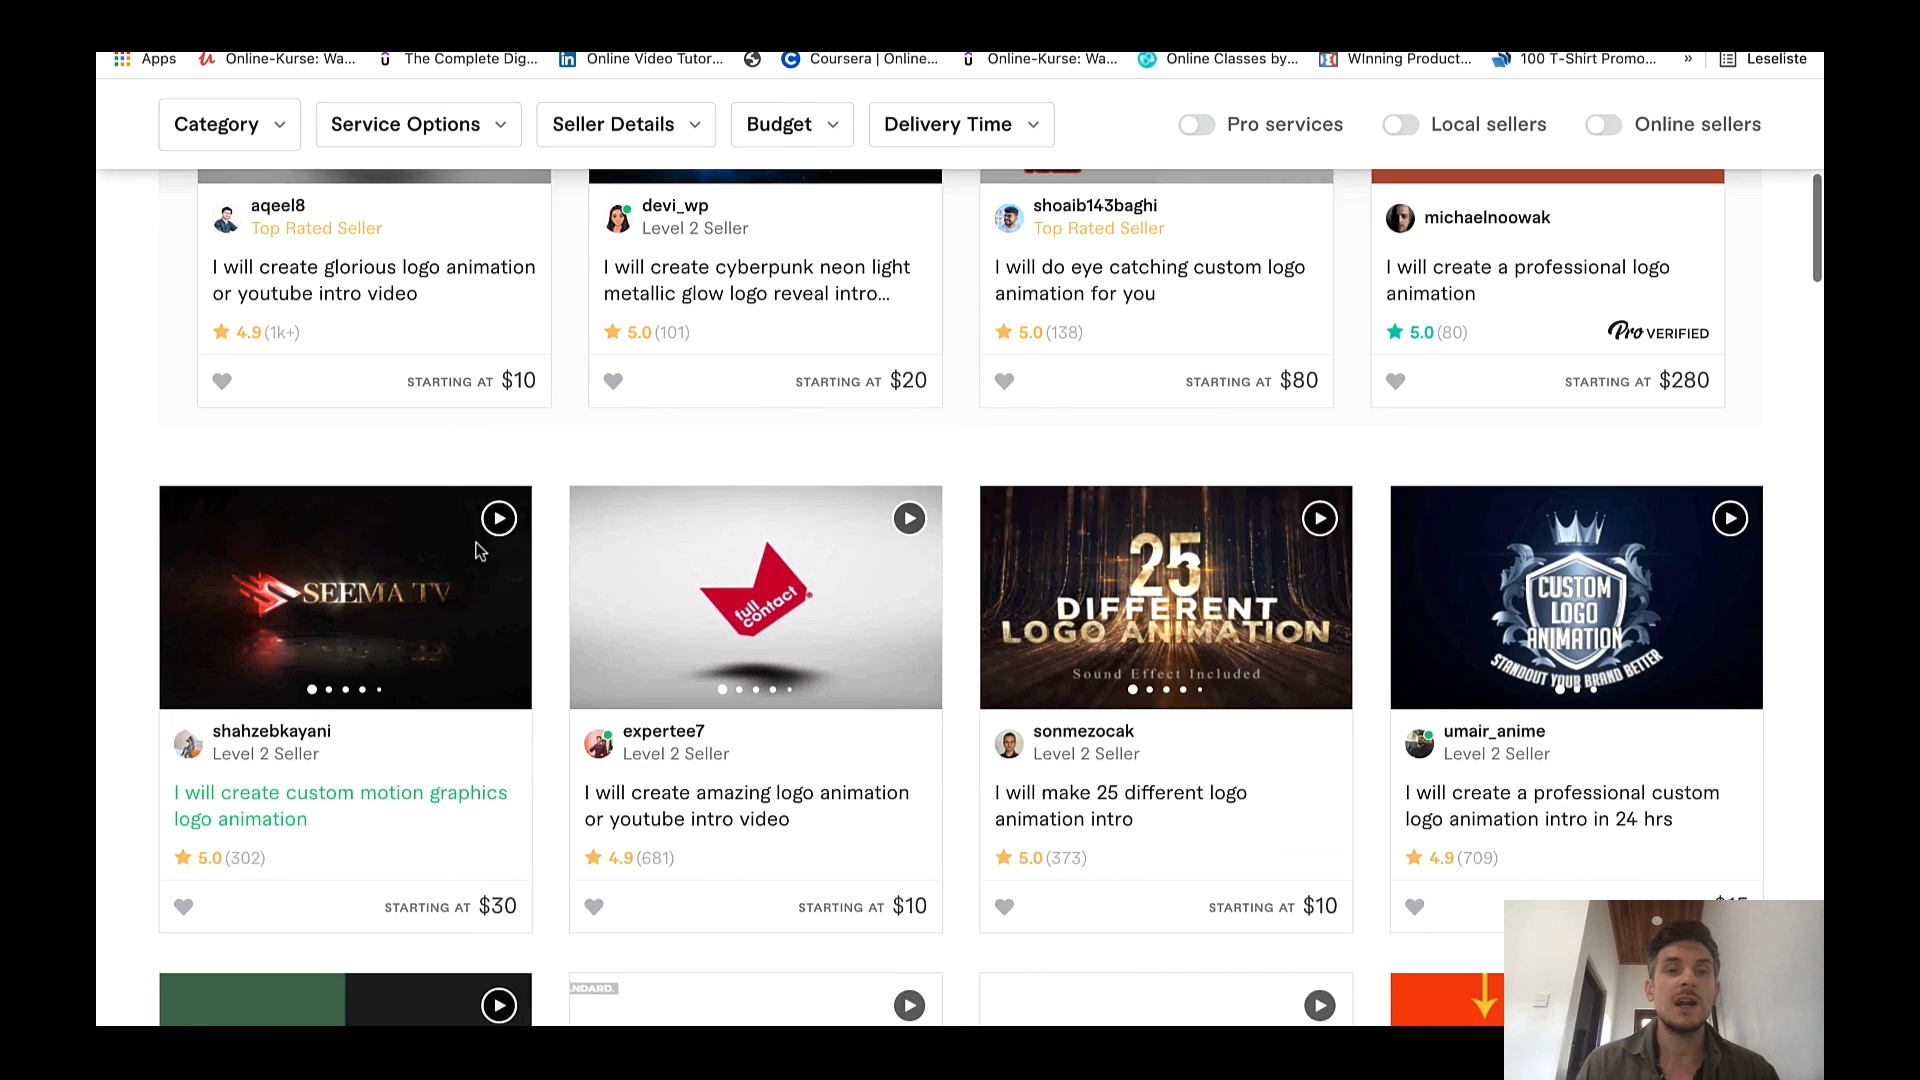 Apps Online-Kurse: Wa... The Complete Dig... Online Video Tutor... Coursera | Online... Online-Kurse: Wa... Online Classes by... WInning Product... 100 T-Shirt Promo... » Leseliste
Category Service Options Seller Details Budget Delivery Time Pro services Local sellers Online sellers
aqeel8
Top Rated Seller
I will create glorious logo animation
or youtube intro video
4.9 (1k+)
STARTING AT $10
devi_wp
Level 2 Seller
I will create cyberpunk neon light
metallic glow logo reveal intro...
5.0 (101)
STARTING AT $20
shoaib143baghi
Top Rated Seller
I will do eye catching custom logo
animation for you
5.0 (138)
STARTING AT $80
michaelnoowak
I will create a professional logo
animation
5.0 (80) Pro VERIFIED
STARTING AT $280
SEEMA TV
shahzebkayani
Level 2 Seller
I will create custom motion graphics
logo animation
5.0 (302)
STARTING AT $30
full
contact
expertee7
Level 2 Seller
I will create amazing logo animation
or youtube intro video
4.9 (681)
STARTING AT $10
25
DIFFERENT
LOGO ANIMATION
Sound Effect Included
sonmezocak
Level 2 Seller
I will make 25 different logo
animation intro
5.0 (373)
STARTING AT $10
CUSTOM
LOGO
ANIMATION
STANDOUT YOUR BRAND BETTER
umair_anime
Level 2 Seller
I will create a professional custom
logo animation intro in 24 hrs
4.9 (709)
NDARD.